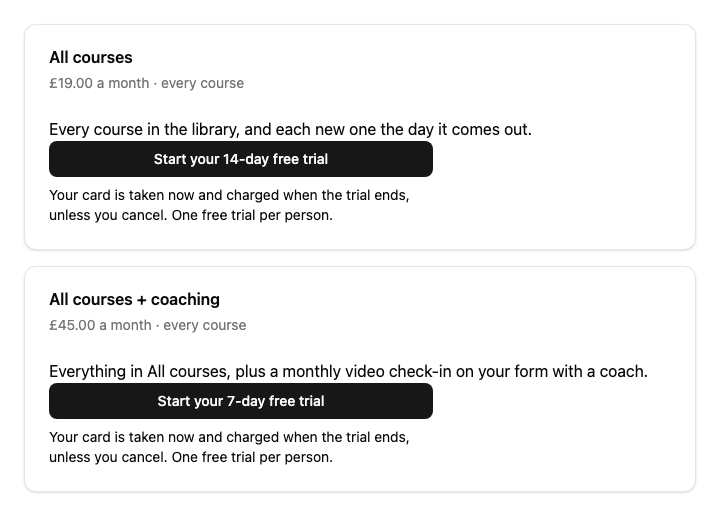 All courses
£19.00 a month · every course
Every course in the library, and each new one the day it comes out.
Start your 14-day free trial
Your card is taken now and charged when the trial ends,
unless you cancel. One free trial per person.
All courses + coaching
£45.00 a month · every course
Everything in All courses, plus a monthly video check-in on your form with a coach.
Start your 7-day free trial
Your card is taken now and charged when the trial ends,
unless you cancel. One free trial per person.